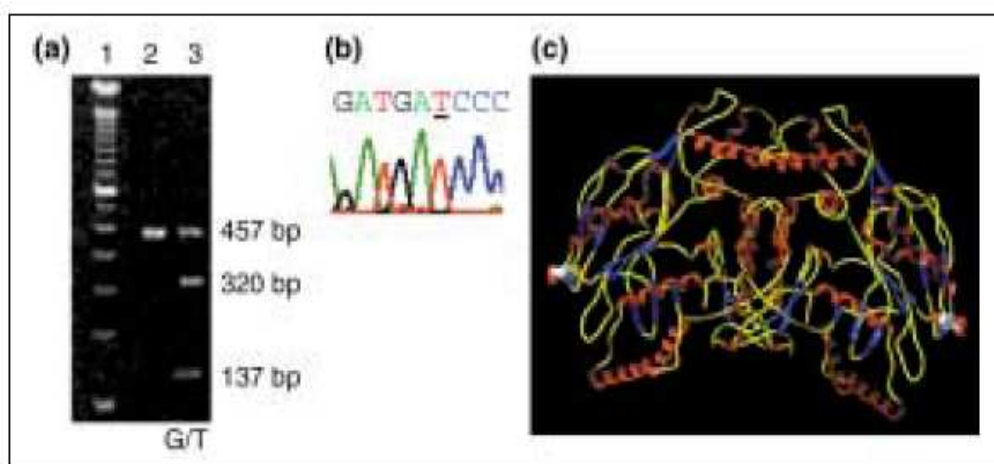 (a)
1 2 3
457 bp
320 bp
137 bp
G/T
(b)
GATGATCCC
(c)